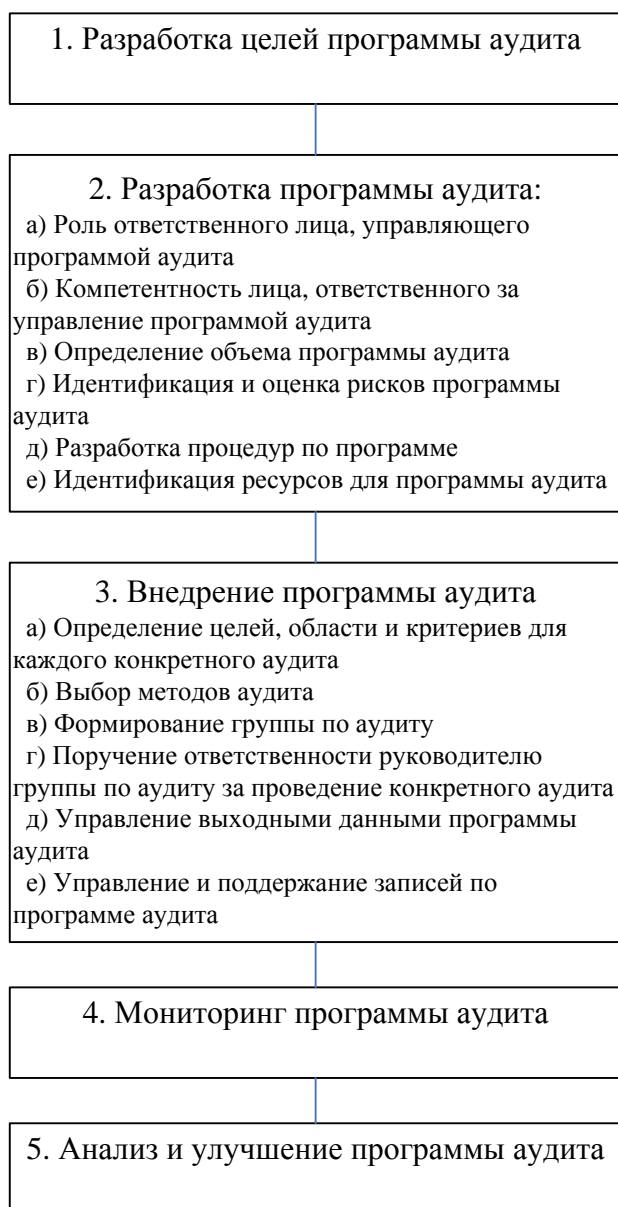 1. Разработка целей программы аудита
2. Разработка программы аудита:
а) Роль ответственного лица, управляющего
программой аудита
б) Компетентность лица, ответственного за
управление программой аудита
в) Определение объема программы аудита
г) Идентификация и оценка рисков программы
аудита
д) Разработка процедур по программе
е) Идентификация ресурсов для программы аудита
3. Внедрение программы аудита
а) Определение целей, области и критериев для
каждого конкретного аудита
б) Выбор методов аудита
в) Формирование группы по аудиту
г) Поручение ответственности руководителю
группы по аудиту за проведение конкретного аудита
д) Управление выходными данными программы
аудита
е) Управление и поддержание записей по
программе аудита
4. Мониторинг программы аудита
5. Анализ и улучшение программы аудита